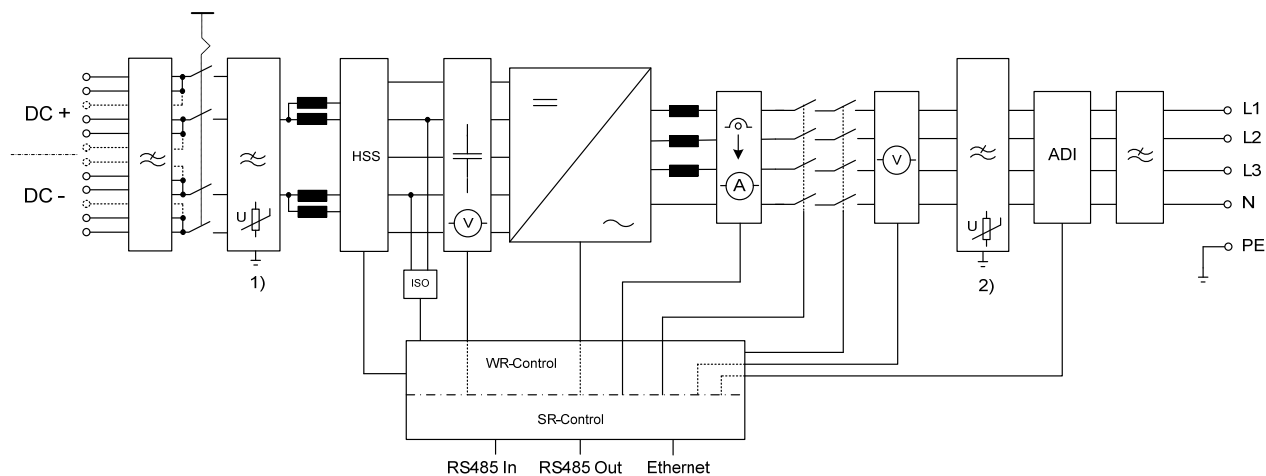 DC +
DC -
U
1)
HSS
ISO
V
A
V
U
2)
ADI
L1
L2
L3
N
PE
WR-Control
SR-Control
RS485 In
RS485 Out
Ethernet